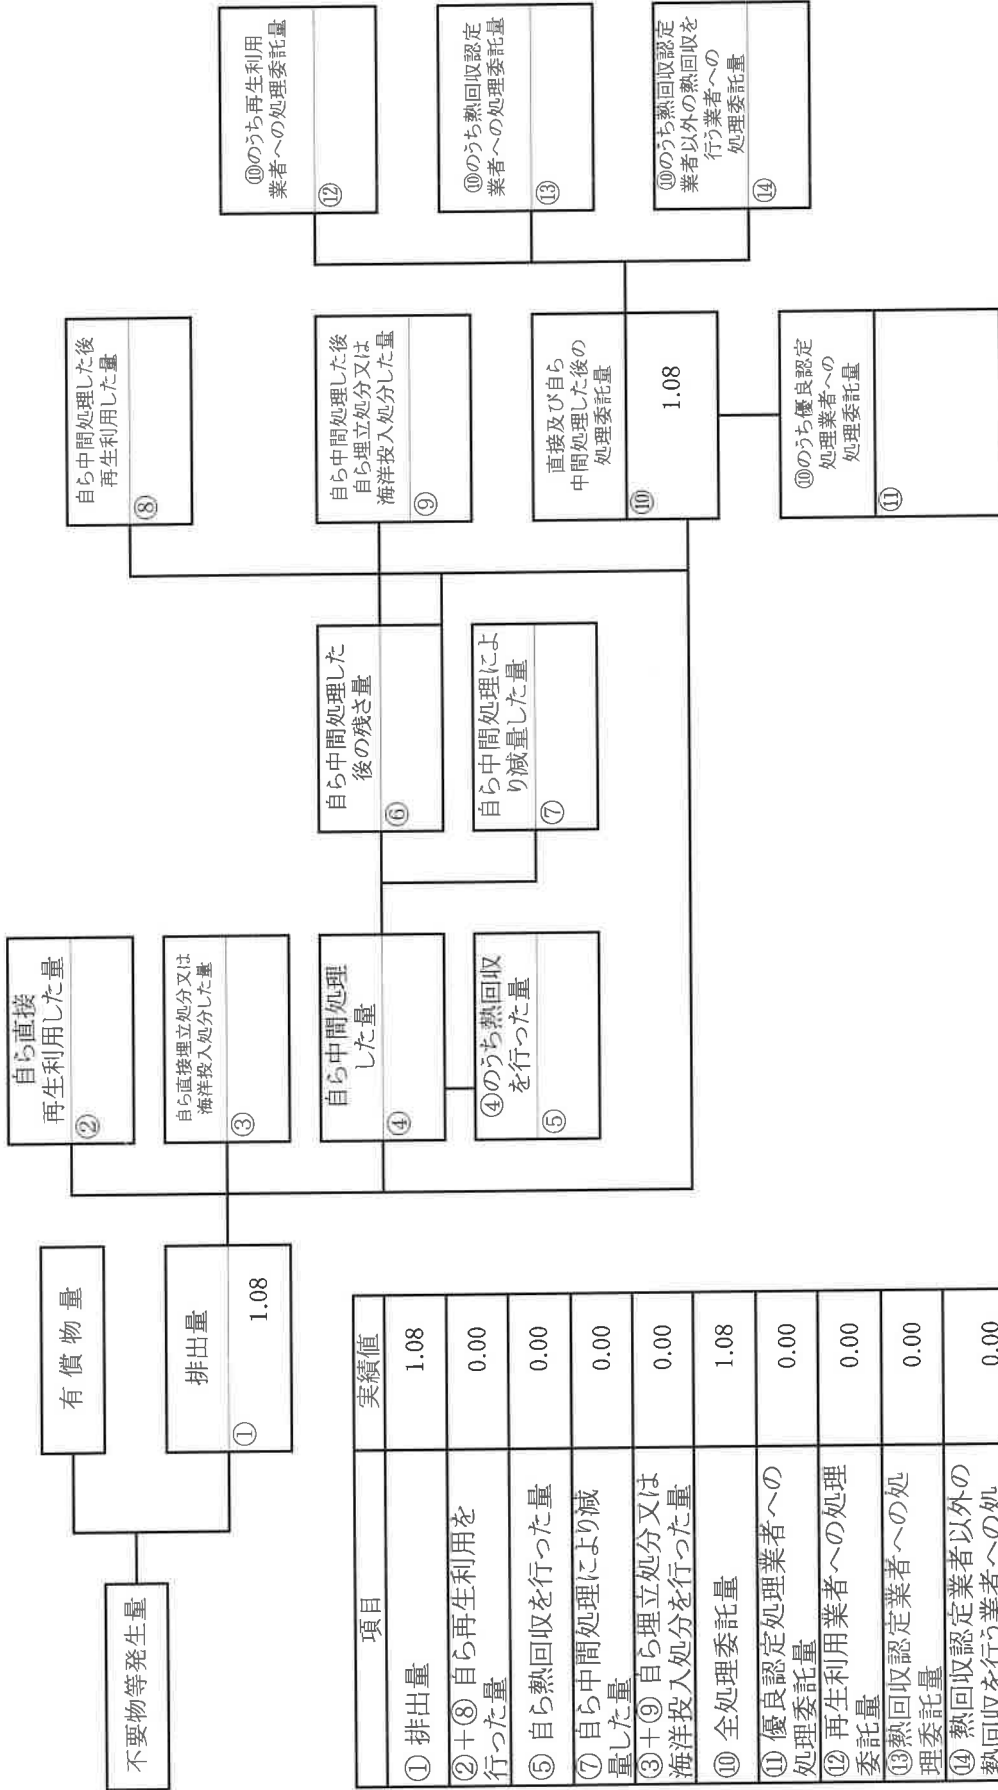 不要物等発生量
有償物量
排出量
①
1.08
自ら直接
再生利用した量
②
自ら直接埋立処分又は
海洋投入処分した量
③
自ら中間処理
した量
④
④のうち熱回収
を行った量
⑤
自ら中間処理した
後の残さ量
⑥
自ら中間処理によ
り減量した量
⑦
自ら中間処理した後
再生利用した量
⑧
自ら中間処理した後
自ら埋立処分又は
海洋投入処分した量
⑨
直接及び自ら
中間処理した後の
処理委託量
⑩
1.08
⑩のうち優良認定
処理業者への
処理委託量
⑪
⑩のうち再生利用
業者への処理委託量
⑫
⑩のうち熱回収認定
業者への処理委託量
⑬
⑩のうち熱回収認定
業者以外の熱回収を
行う業者への
処理委託量
⑭
項目 実績値
① 排出量 1.08
②+⑧ 自ら再生利用を
行った量 0.00
⑤ 自ら熱回収を行った量 0.00
⑦ 自ら中間処理により減
量した量 0.00
③+⑨ 自ら埋立処分又は
海洋投入処分を行った量 0.00
⑩ 全処理委託量 1.08
⑪ 優良認定処理業者への
処理委託量 0.00
⑫ 再生利用業者への処理
委託量 0.00
⑬熱回収認定業者への処
理委託量 0.00
⑭ 熱回収認定業者以外の
熱回収を行う業者への処 0.00